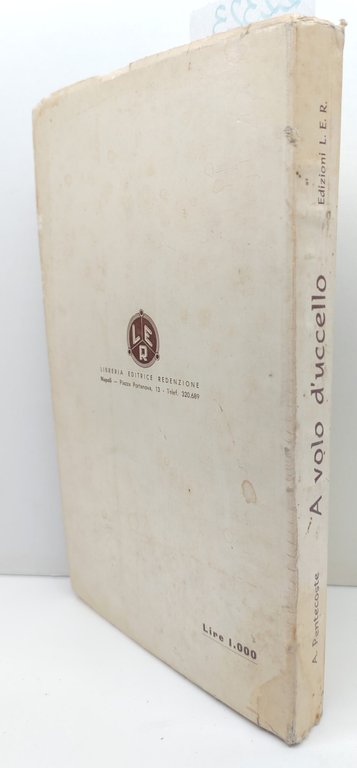 L
E
R
LIBRERIA EDITRICE REDENZIONE
Napoli — Piazza Portanova, 13 - Telef. 320.689
Lire 1.000
A. Pentecoste
A volo d'uccello
Edizioni L. E. R.